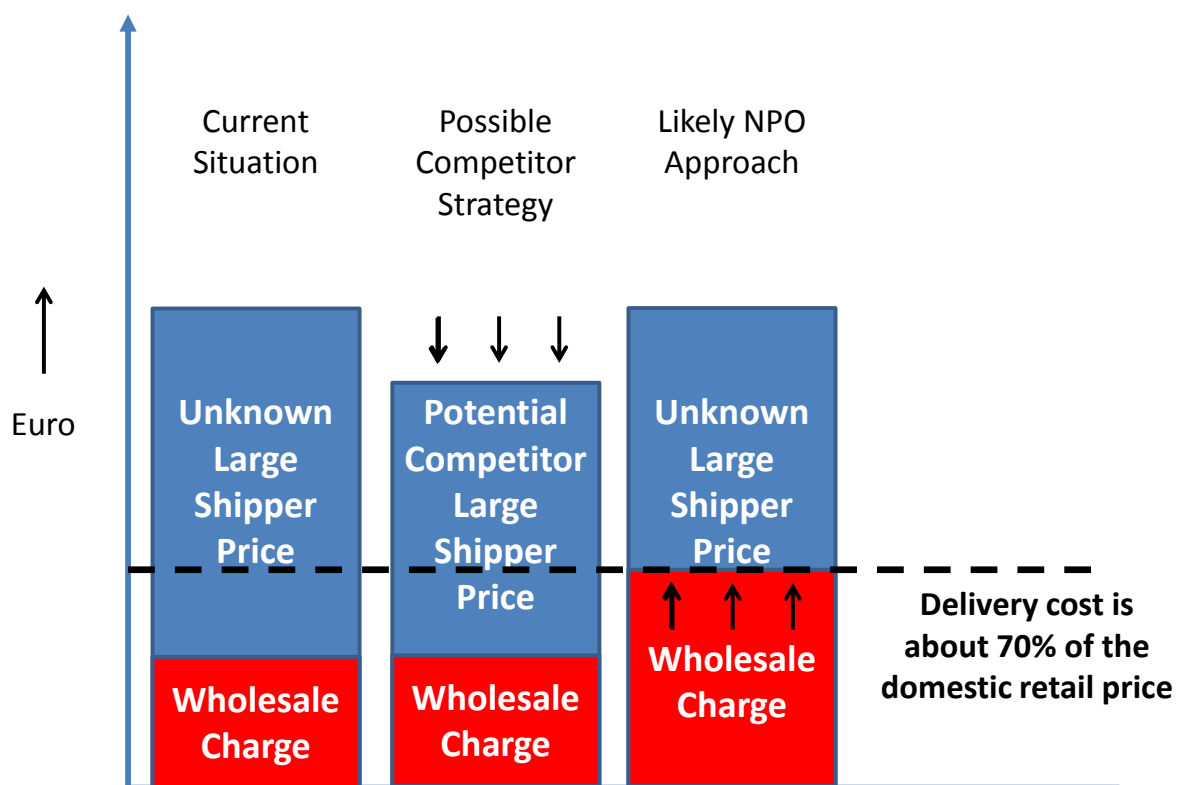 Current
Situation
Possible
Competitor
Strategy
Likely NPO
Approach
Euro
Unknown
Large
Shipper
Price
Potential
Competitor
Large
Shipper
Price
Unknown
Large
Shipper
Price
Wholesale
Charge
Wholesale
Charge
Wholesale
Charge
Delivery cost is
about 70% of the
domestic retail price